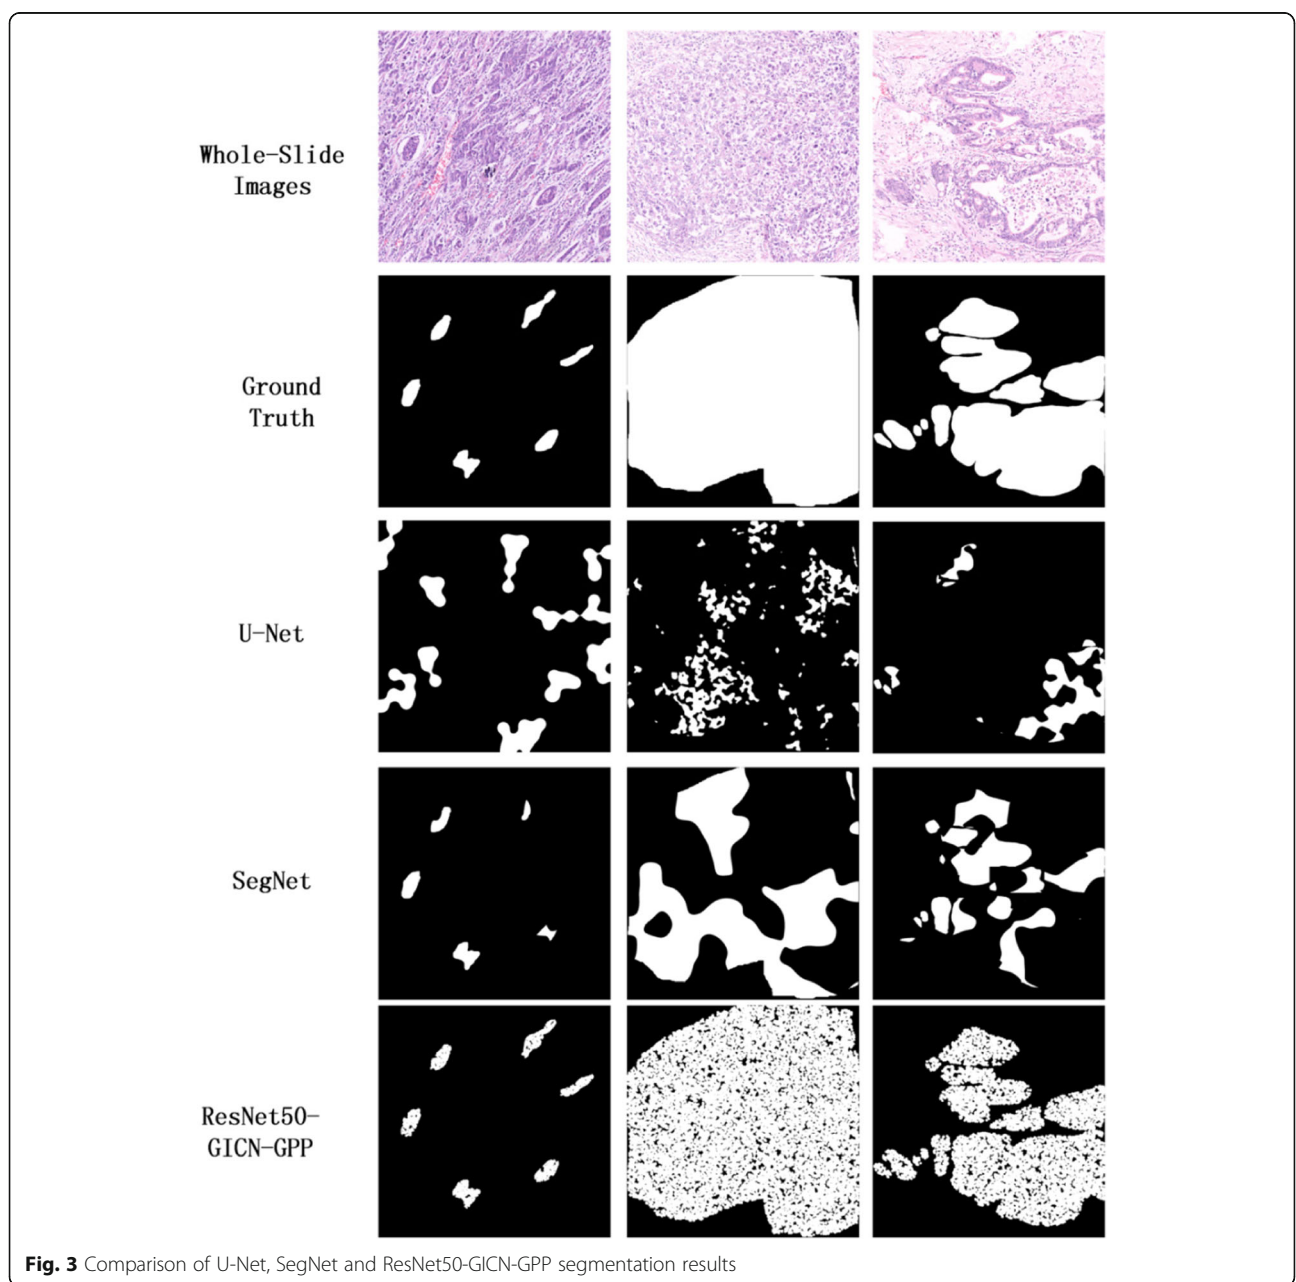 Whole-Slide
Images
Ground
Truth
U-Net
SegNet
ResNet50-
GICN-GPP
Fig. 3 Comparison of U-Net, SegNet and ResNet50-GICN-GPP segmentation results